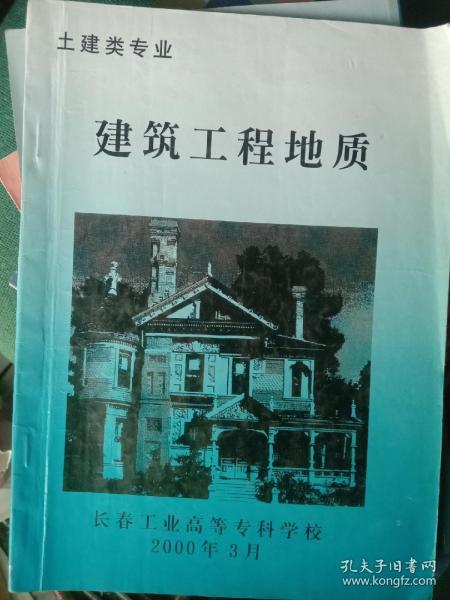 土建类专业
建筑工程地质
长春工业高等专科学校
2000年3月
孔夫子旧书网
www.kongfz.com